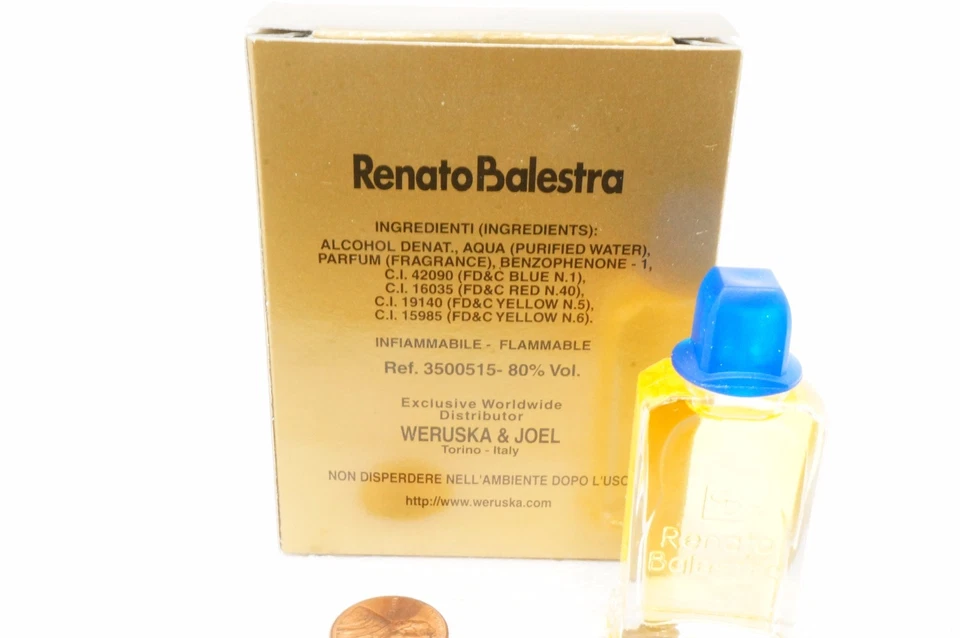 Renato Balestra
INGREDIENTI (INGREDIENTS):
ALCOHOL DENAT., AQUA (PURIFIED WATER),
PARFUM (FRAGRANCE), BENZOPHENONE - 1,
C.I. 42090 (FD&C BLUE N.1),
C.I. 16035 (FD&C RED N.40),
C.I. 19140 (FD&C YELLOW N.5),
C.I. 15985 (FD&C YELLOW N.6).
INFIAMMABILE - FLAMMABLE
Ref. 3500515- 80% Vol.
Exclusive Worldwide
Distributor
WERUSKA & JOEL
Torino - Italy
NON DISPERDERE NELL'AMBIENTE DOPO L'USO
http://www.weruska.com
Renato
Balestra